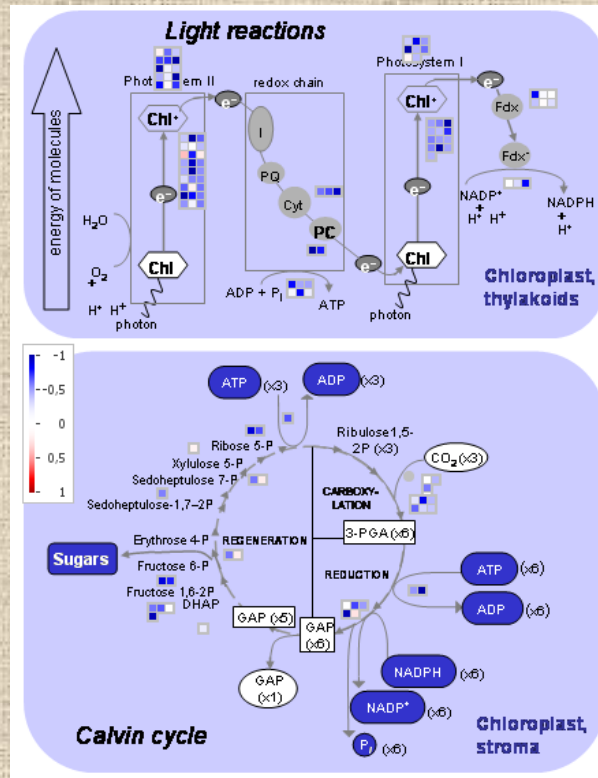 Light reactions
Phot em II
redox chain
Photosystem I
energy of molecules
Chl⁺
e⁻
I
PQ
Cyt
PC
e⁻
Chl
e⁻
H₂O
O₂
+
H⁺ H⁺
photon
ADP + Pᵢ
ATP
Chl⁺
e⁻
e⁻
Chl
photon
Fdx
Fdx⁻
NADP⁺
+
H⁺ H⁺
NADPH
+
H⁺
Chloroplast,
thylakoids
-1
-0,5
0
0,5
1
ATP (x3)
ADP (x3)
Ribose 5-P
Xylulose 5-P
Sedoheptulose 7-P
Sedoheptulose-1,7–2P
Erythrose 4-P
Fructose 6-P
Fructose 1,6-2P
DHAP
Sugars
Ribulose1,5-
2P (x3)
CO₂(x3)
CARBOXY-
LATION
3-PGA(x6)
REGENERATION
REDUCTION
ATP (x6)
ADP (x6)
GAP (x5)
GAP
(x6)
GAP
(x1)
NADPH (x6)
NADP⁺ (x6)
Pᵢ (x6)
Calvin cycle
Chloroplast,
stroma